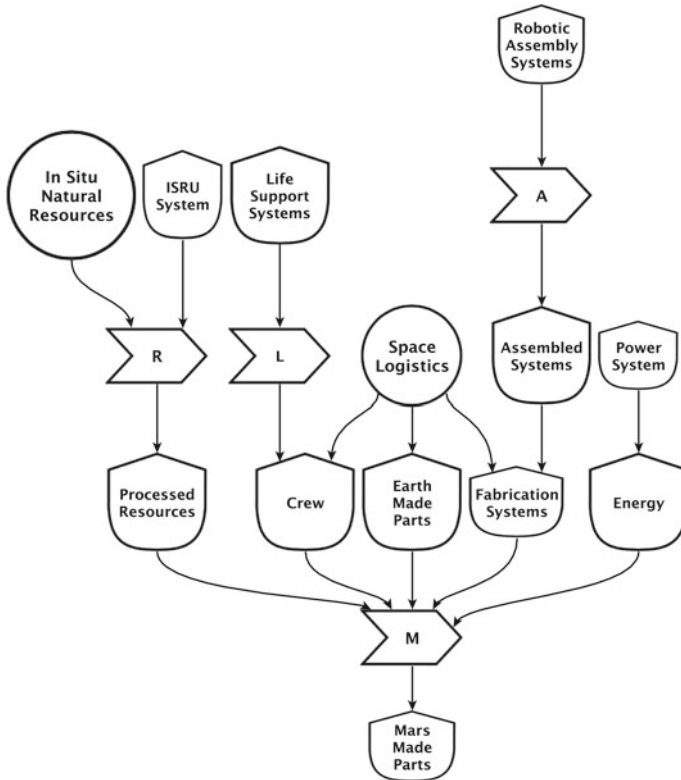 Robotic
Assembly
Systems
In Situ
Natural
Resources
ISRU
System
Life
Support
Systems
A
R
L
Space
Logistics
Assembled
Systems
Power
System
Processed
Resources
Crew
Earth
Made
Parts
Fabrication
Systems
Energy
M
Mars
Made
Parts